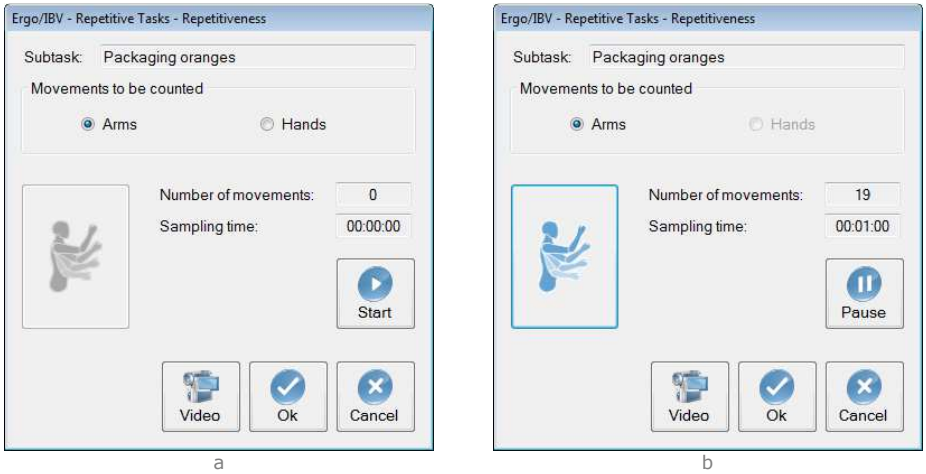 Ergo/IBV - Repetitive Tasks - Repetitiveness
Subtask: Packaging oranges
Movements to be counted
Arms Hands
Number of movements: 0
Sampling time: 00:00:00
Start
Video Ok Cancel
a
Ergo/IBV - Repetitive Tasks - Repetitiveness
Subtask: Packaging oranges
Movements to be counted
Arms Hands
Number of movements: 19
Sampling time: 00:01:00
Pause
Video Ok Cancel
b